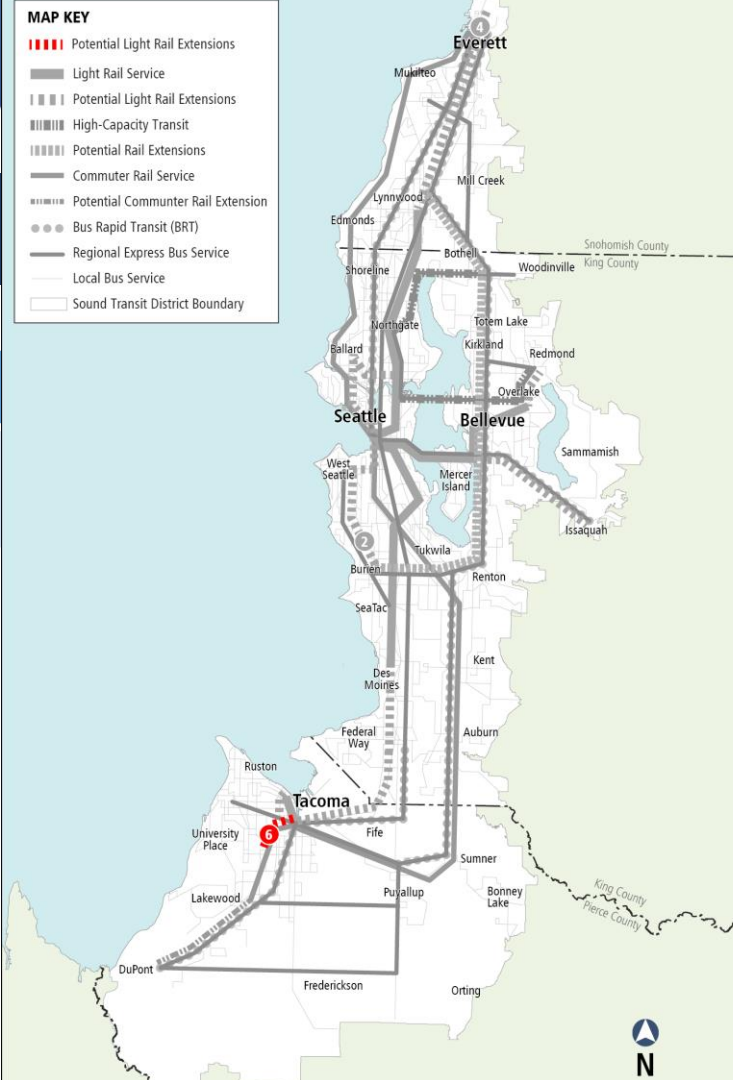 MAP KEY
Potential Light Rail Extensions
Light Rail Service
Potential Light Rail Extensions
High-Capacity Transit
Potential Rail Extensions
Commuter Rail Service
Potential Communter Rail Extension
Bus Rapid Transit (BRT)
Regional Express Bus Service
Local Bus Service
Sound Transit District Boundary
4
Everett
Mukilteo
Mill Creek
Lynnwood
Edmonds
Snohomish County
Bothell
King County
Shoreline
Woodinville
Northgate
Totem Lake
Kirkland
Ballard
Redmond
Overlake
Seattle
Bellevue
Sammamish
West
Seattle
Mercer
Island
Issaquah
2
Tukwila
Burien
Renton
SeaTac
Kent
Des
Moines
Federal
Way
Auburn
Ruston
Tacoma
6
University
Place
Fife
Sumner
Puyallup
Lakewood
Bonney
Lake
King County
Pierce County
DuPont
Frederickson
Orting
N